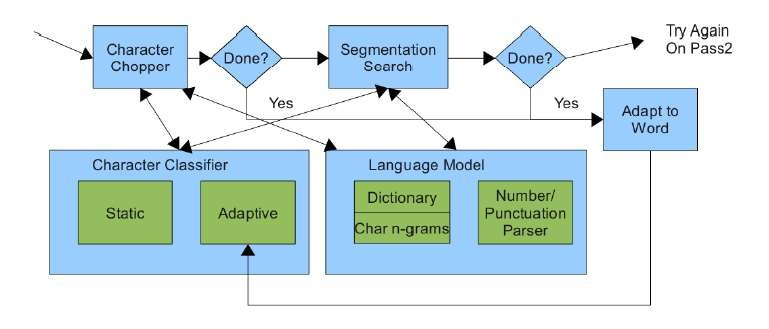 Character
Chopper
Done?
Segmentation
Search
Done?
Try Again
On Pass2
Yes
Yes
Adapt to
Word
Character Classifier
Static
Adaptive
Language Model
Dictionary
Char n-grams
Number/
Punctuation
Parser